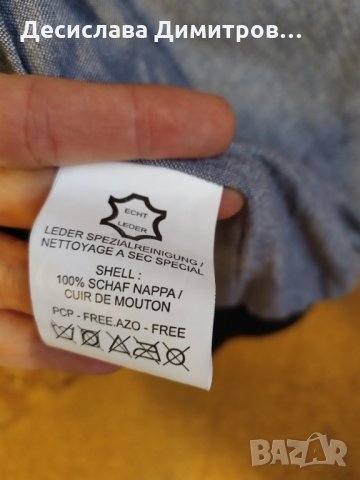 Десислава Димитров...
ECHT
LEDER
LEDER SPEZIALREINIGUNG /
NETTOYAGE A SEC SPECIAL
SHELL :
100% SCHAF NAPPA /
CUIR DE MOUTON
PCP - FREE.AZO - FREE
BAZAR